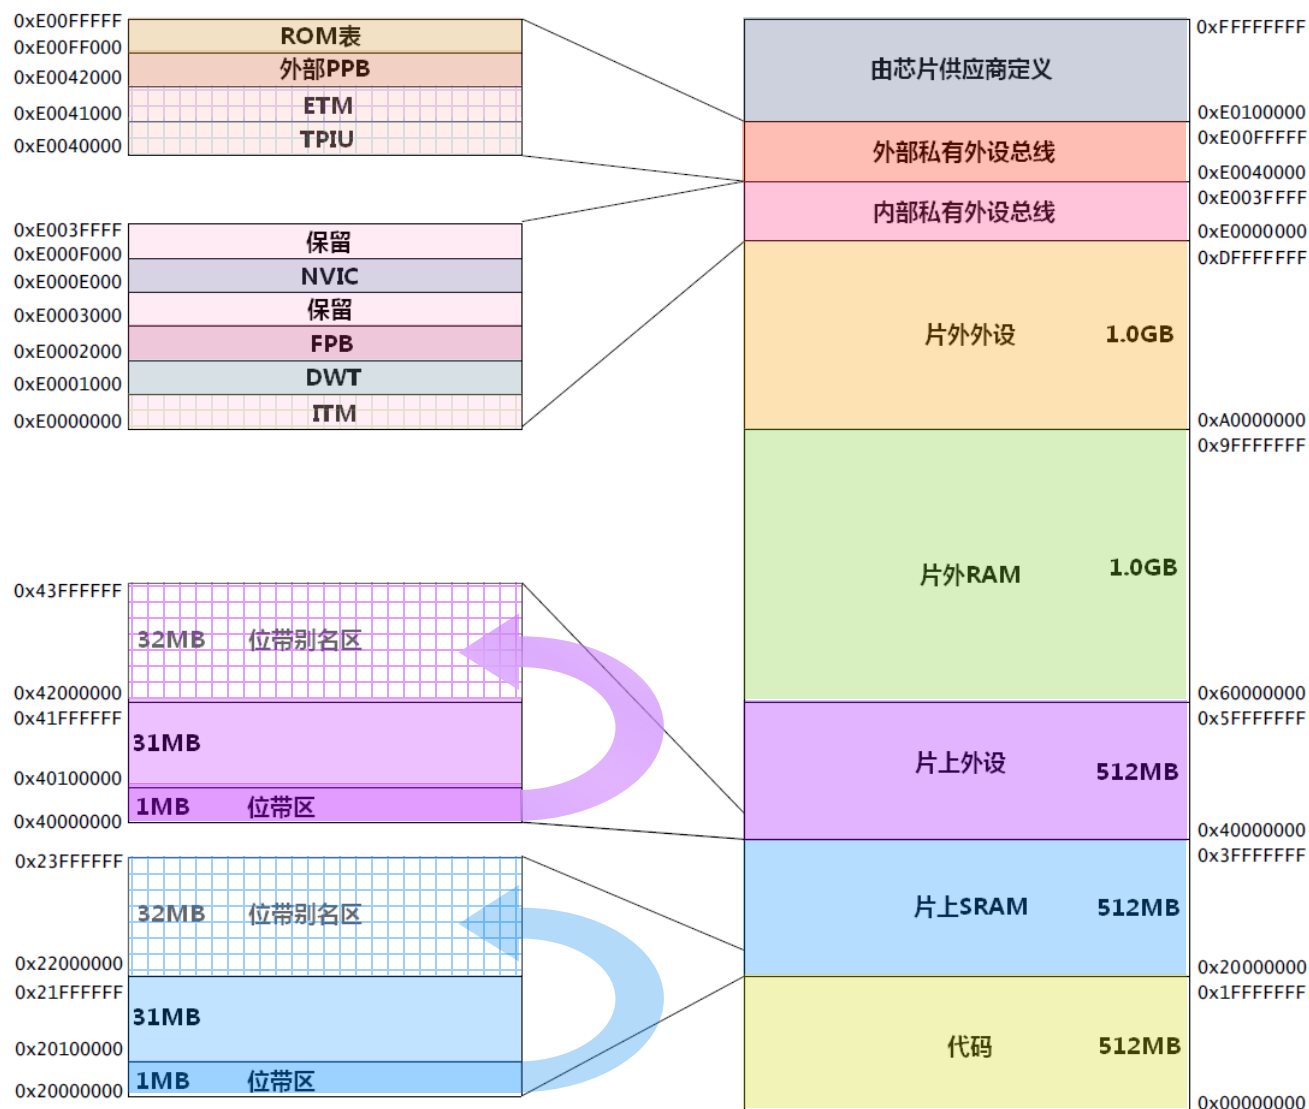 0xE00FFFFF
ROM表
0xE00FF000
外部PPB
0xE0042000
ETM
0xE0041000
TPIU
0xE0040000
0xE003FFFF
保留
0xE000F000
NVIC
0xE000E000
保留
0xE0003000
FPB
0xE0002000
DWT
0xE0001000
ITM
0xE0000000
0x43FFFFFF
32MB 位带别名区
0x42000000
0x41FFFFFF
31MB
0x40100000
1MB 位带区
0x40000000
0x23FFFFFF
32MB 位带别名区
0x22000000
0x21FFFFFF
31MB
0x20100000
1MB 位带区
0x20000000
0xFFFFFFFF
由芯片供应商定义
0xE0100000
0xE00FFFFF
外部私有外设总线
0xE0040000
0xE003FFFF
内部私有外设总线
0xE0000000
0xDFFFFFFF
片外外设 1.0GB
0xA0000000
0x9FFFFFFF
片外RAM 1.0GB
0x60000000
0x5FFFFFFF
片上外设 512MB
0x40000000
0x3FFFFFFF
片上SRAM 512MB
0x20000000
0x1FFFFFFF
代码 512MB
0x00000000